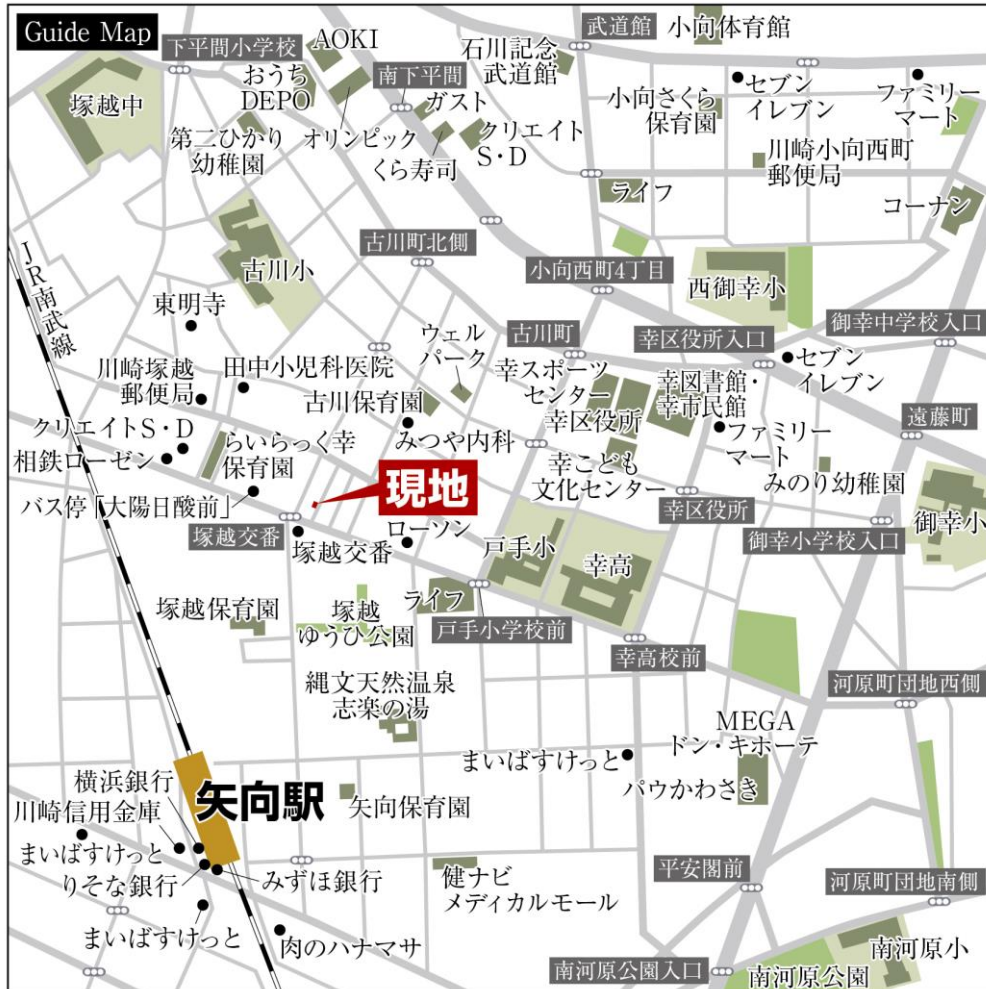 Guide Map
下平間小学校
AOKI
武道館
小向体育館
塚越中
おうち
DEPO
南下平間
ガスト
石川記念
武道館
小向さくら
保育園
セブン
イレブン
ファミリー
マート
第二ひかり
幼稚園
オリンピック
くら寿司
クリエイト
S・D
ライフ
川崎小向西町
郵便局
コーナン
JR南武線
古川小
古川町北側
小向西町4丁目
西御幸小
東明寺
ウェル
パーク
古川町
幸区役所入口
御幸中学校入口
川崎塚越
郵便局
田中小児科医院
古川保育園
幸スポーツ
センター
幸区役所
幸図書館・
幸市民館
セブン
イレブン
クリエイトS・D
相鉄ローゼン
らいらっく幸
保育園
みつや内科
幸こども
文化センター
ファミリー
マート
遠藤町
みのり幼稚園
バス停「大陽日酸前」
現地
塚越交番
塚越交番
ローソン
戸手小
幸高
幸区役所
御幸小学校入口
御幸小
塚越保育園
塚越
ゆうひ公園
ライフ
戸手小学校前
幸高校前
河原町団地西側
縄文天然温泉
志楽の湯
MEGA
ドン・キホーテ
まいばすけっと
パウかわさき
横浜銀行
川崎信用金庫
矢向駅
矢向保育園
まいばすけっと
りそな銀行
みずほ銀行
健ナビ
メディカルモール
平安閣前
河原町団地南側
まいばすけっと
肉のハナマサ
南河原公園入口
南河原公園
南河原小